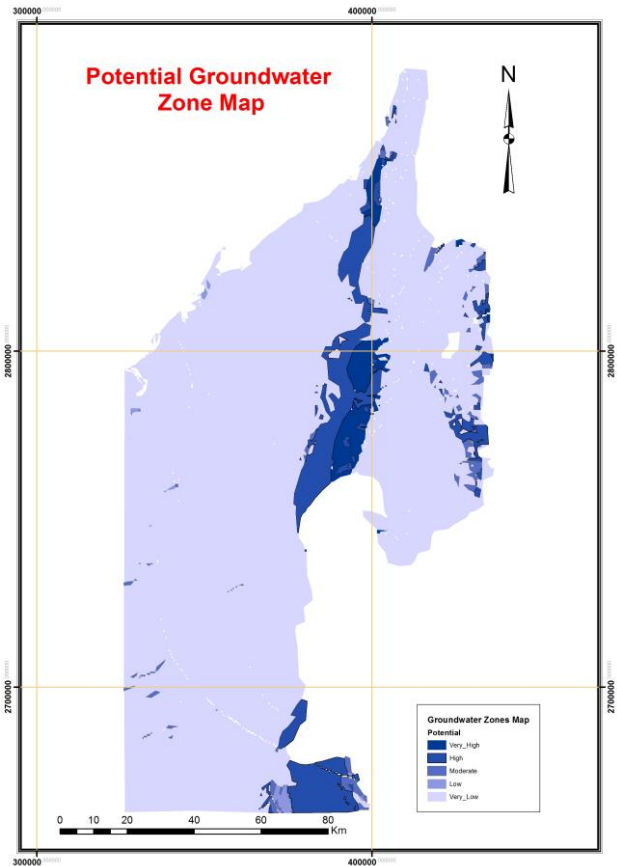 300000
400000
Potential Groundwater
Zone Map
N
2800000
2800000
2700000
2700000
Groundwater Zones Map
Potential
Very_High
High
Moderate
Low
Very_Low
0 5 10 20 40 60 80
Km
300000
400000